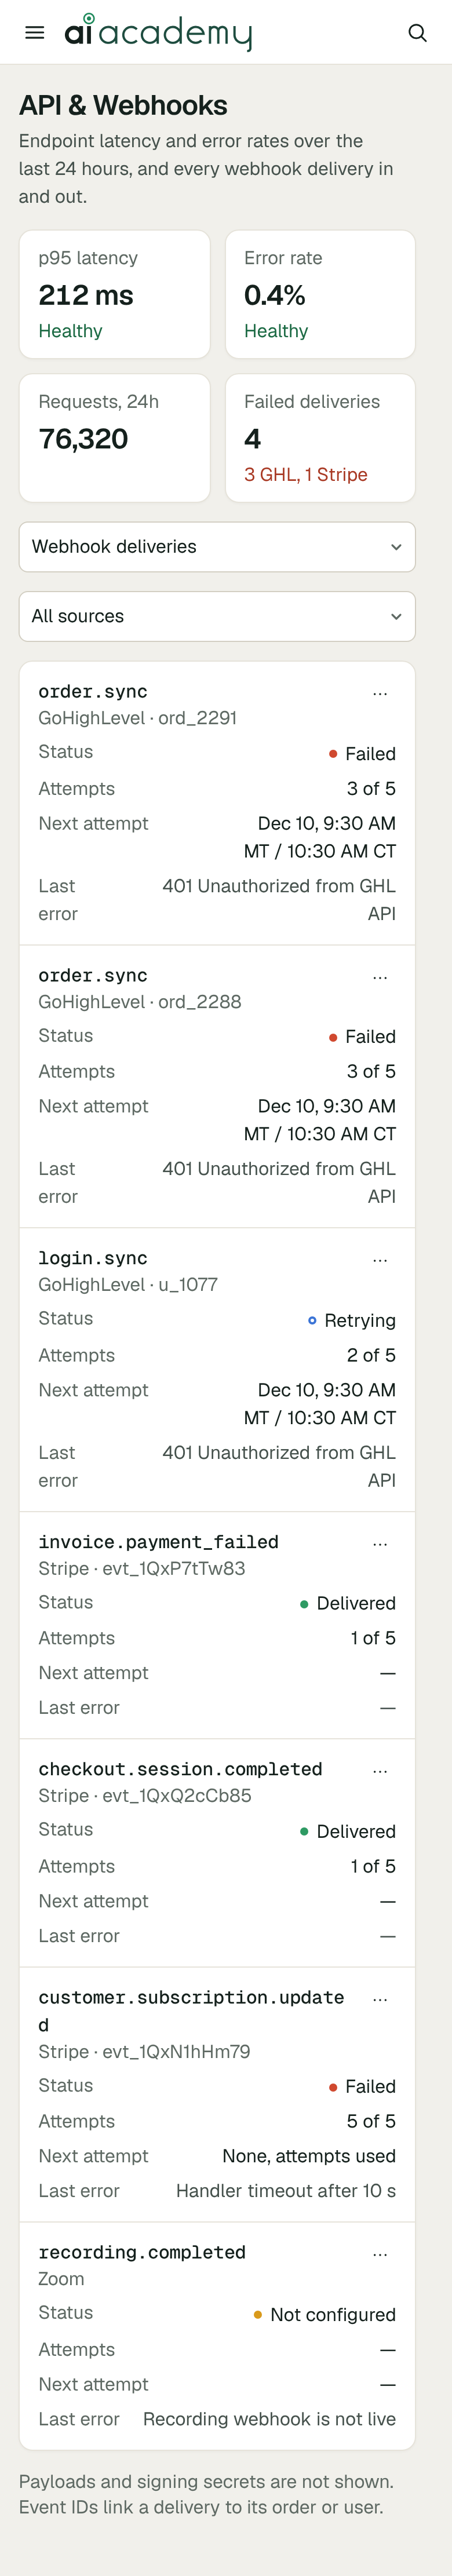 ai academy
API & Webhooks
Endpoint latency and error rates over the
last 24 hours, and every webhook delivery in
and out.
p95 latency
212 ms
Healthy
Error rate
0.4%
Healthy
Requests, 24h
76,320
Failed deliveries
4
3 GHL, 1 Stripe
Webhook deliveries
All sources
order.sync ...
GoHighLevel · ord_2291
Status Failed
Attempts 3 of 5
Next attempt Dec 10, 9:30 AM
MT / 10:30 AM CT
Last 401 Unauthorized from GHL
error API
order.sync ...
GoHighLevel · ord_2288
Status Failed
Attempts 3 of 5
Next attempt Dec 10, 9:30 AM
MT / 10:30 AM CT
Last 401 Unauthorized from GHL
error API
login.sync ...
GoHighLevel · u_1077
Status Retrying
Attempts 2 of 5
Next attempt Dec 10, 9:30 AM
MT / 10:30 AM CT
Last 401 Unauthorized from GHL
error API
invoice.payment_failed ...
Stripe · evt_1QxP7tTw83
Status Delivered
Attempts 1 of 5
Next attempt —
Last error —
checkout.session.completed ...
Stripe · evt_1QxQ2cCb85
Status Delivered
Attempts 1 of 5
Next attempt —
Last error —
customer.subscription.update ...
d
Stripe · evt_1QxN1hHm79
Status Failed
Attempts 5 of 5
Next attempt None, attempts used
Last error Handler timeout after 10 s
recording.completed ...
Zoom
Status Not configured
Attempts —
Next attempt —
Last error Recording webhook is not live
Payloads and signing secrets are not shown.
Event IDs link a delivery to its order or user.